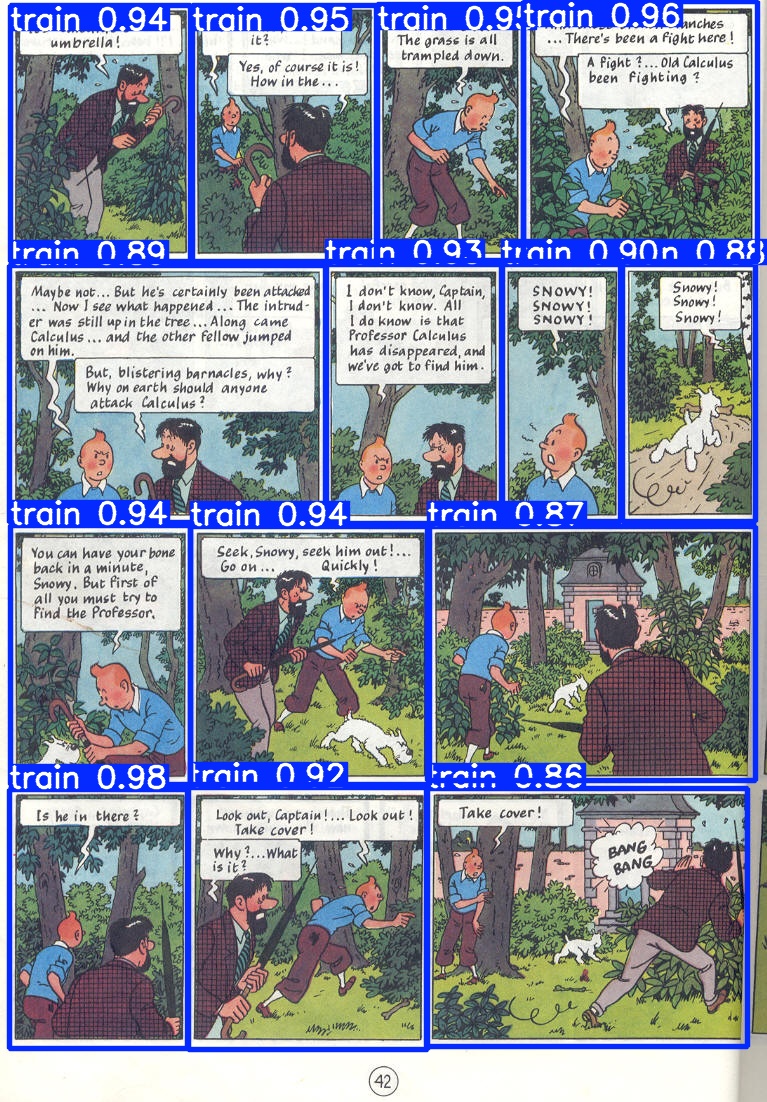 train 0.94
train 0.95
train 0.9
train 0.96
umbrella!
it?
Yes, of course it is!
How in the...
The grass is all
trampled down.
...There's been a fight here!
A fight?...Old Calculus
been fighting?
train 0.89
train 0.93
train 0.90
0.88
Maybe not... But he's certainly been attacked
... Now I see what happened... The intrud-
er was still up in the tree... Along came
Calculus... and the other fellow jumped
on him.
But, blistering barnacles, why?
Why on earth should anyone
attack Calculus?
I don't know, Captain,
I don't know. All
I do know is that
Professor Calculus
has disappeared, and
we've got to find him.
SNOWY!
SNOWY!
SNOWY!
Snowy!
Snowy!
Snowy!
train 0.94
train 0.94
train 0.87
You can have your bone
back in a minute,
Snowy. But first of
all you must try to
find the Professor.
Seek, Snowy, seek him out!...
Go on... Quickly!
train 0.98
train 0.92
train 0.86
Is he in there?
Look out, Captain!... Look out!
Take cover!
Why?...What
is it?
Take cover!
BANG
BANG
42